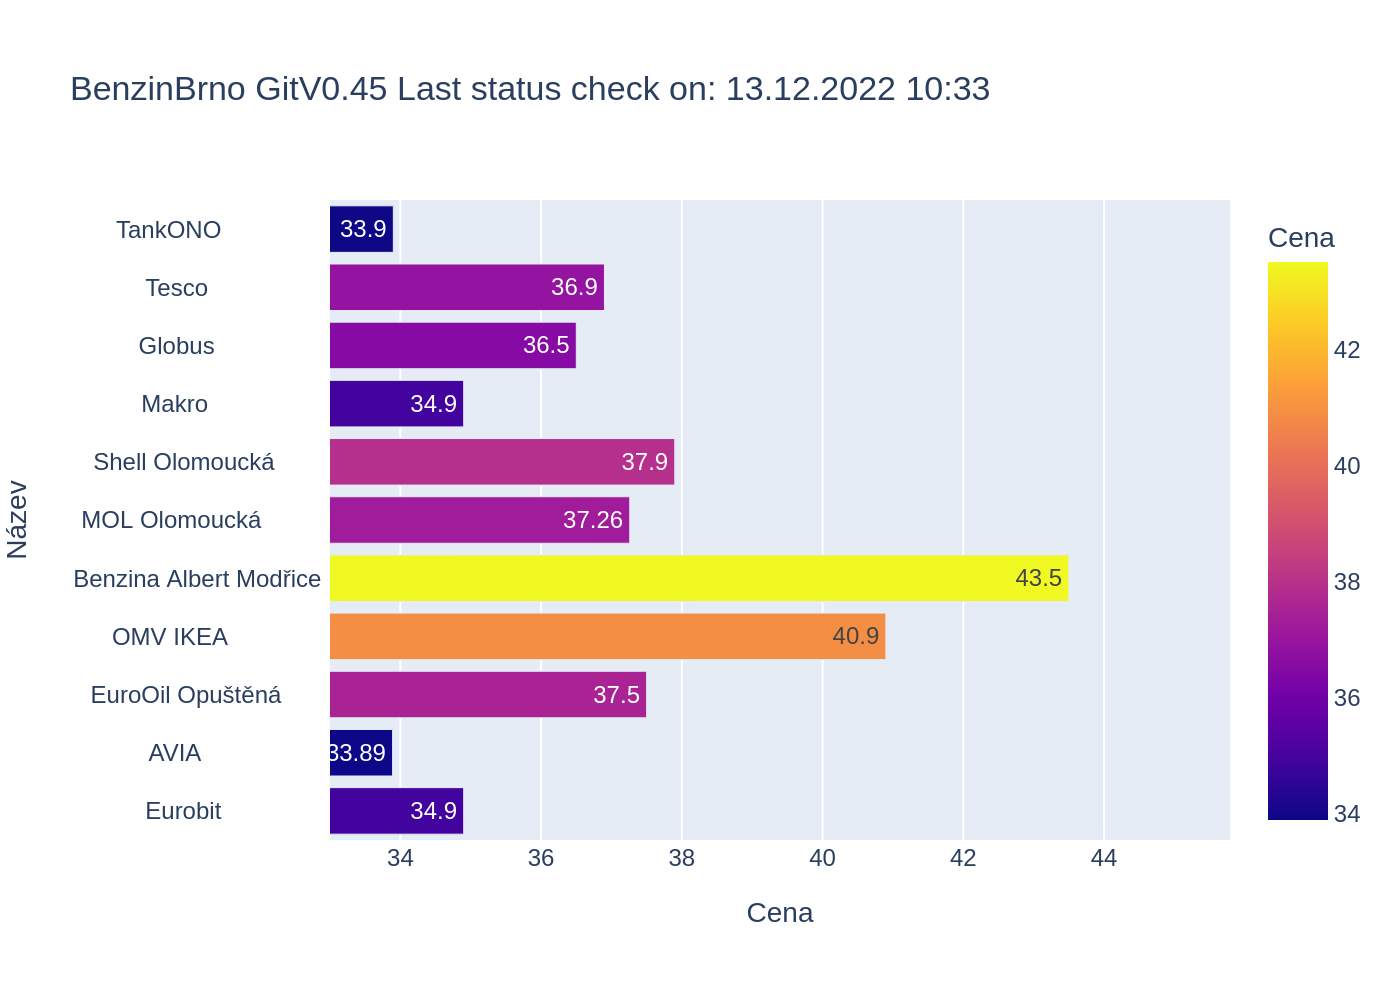 BenzinBrno GitV0.45 Last status check on: 13.12.2022 10:33
TankONO 33.9
Tesco 36.9
Globus 36.5
Makro 34.9
Shell Olomoucká 37.9
MOL Olomoucká 37.26
Benzina Albert Modřice 43.5
OMV IKEA 40.9
EuroOil Opuštěná 37.5
AVIA 33.89
Eurobit 34.9
Název
34 36 38 40 42 44
Cena
Cena
42
40
38
36
34